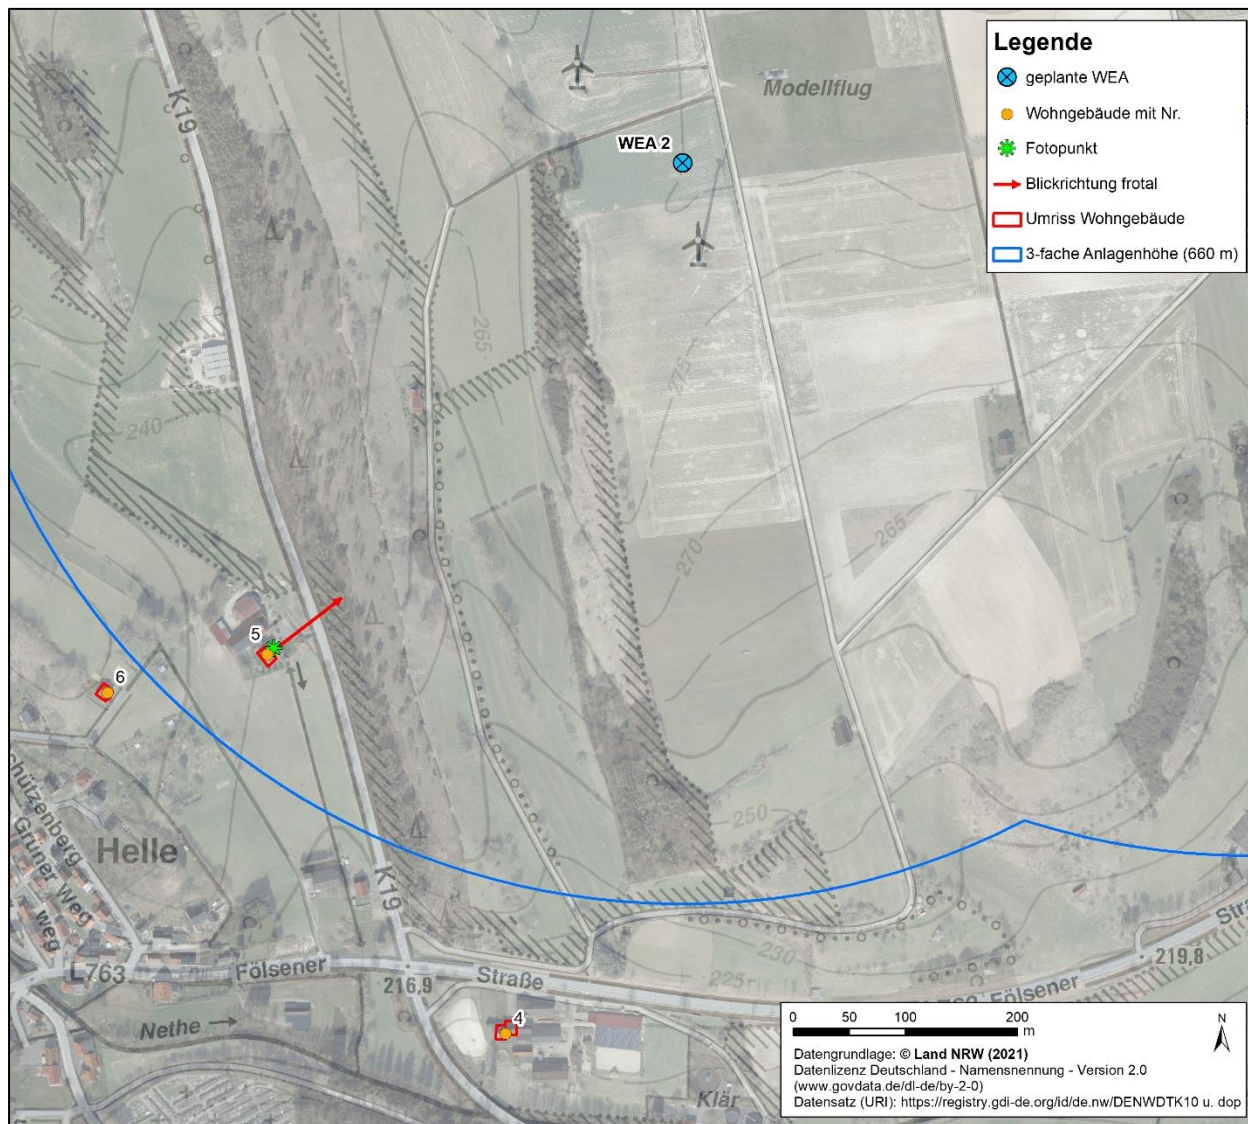 Legende
geplante WEA
Wohngebäude mit Nr.
Fotopunkt
Blickrichtung frotal
Umriss Wohngebäude
3-fache Anlagenhöhe (660 m)
K19
Modellflug
WEA 2
265
275
240
270
265
5
6
250
Helle
Grüner Weg
weg
K19
L763
Fölsener
Straße
216,9
225
230
Fölsener
219,8
Nethe
4
Klär
0 50 100 200
m
N
Datengrundlage: © Land NRW (2021)
Datenlizenz Deutschland - Namensnennung - Version 2.0
(www.govdata.de/dl-de/by-2-0)
Datensatz (URI): https://registry.gdi-de.org/id/de.nw/DENWDTK10 u. dop